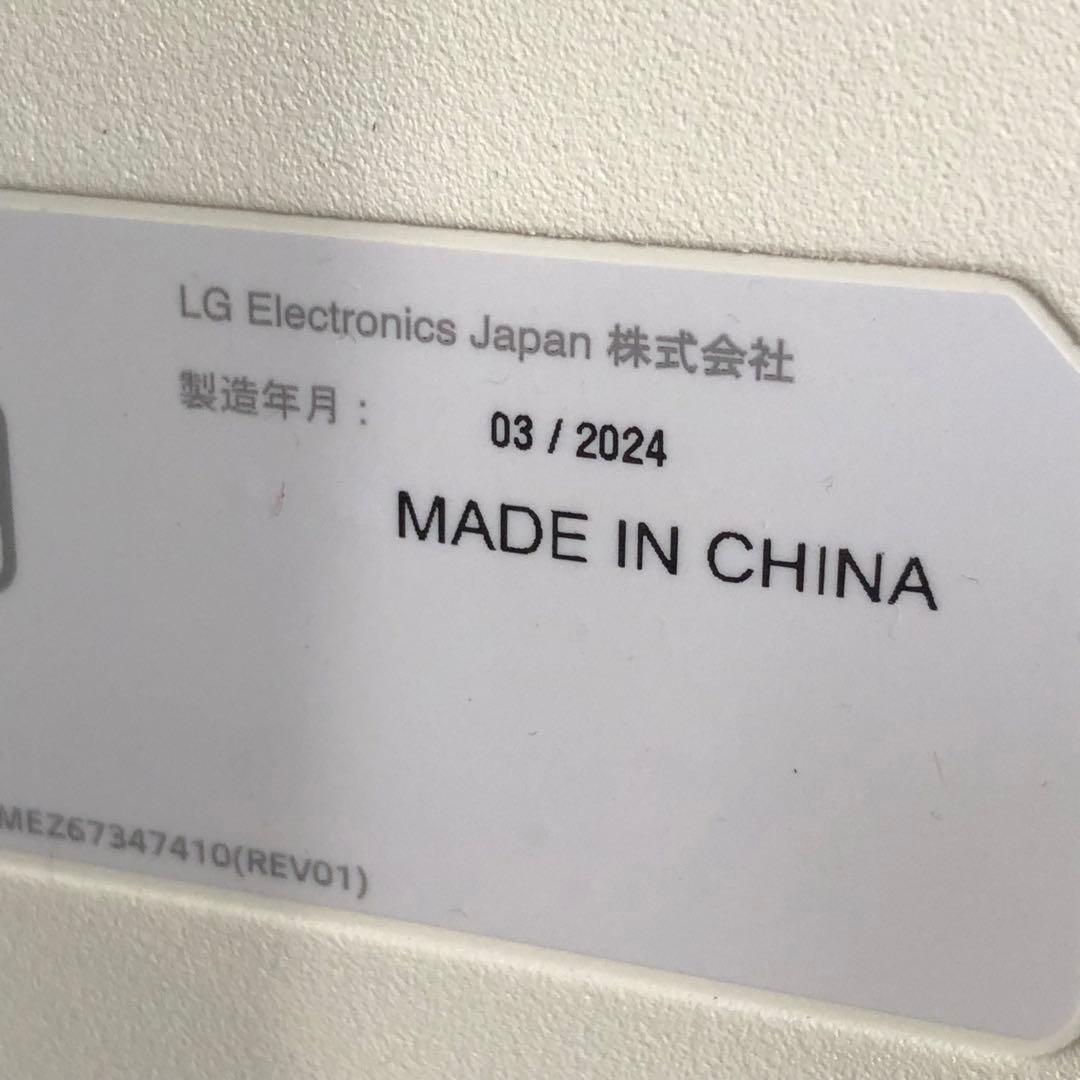 LG Electronics Japan 株式会社
製造年月 : 03 / 2024
MADE IN CHINA
MEZ67347410(REV01)